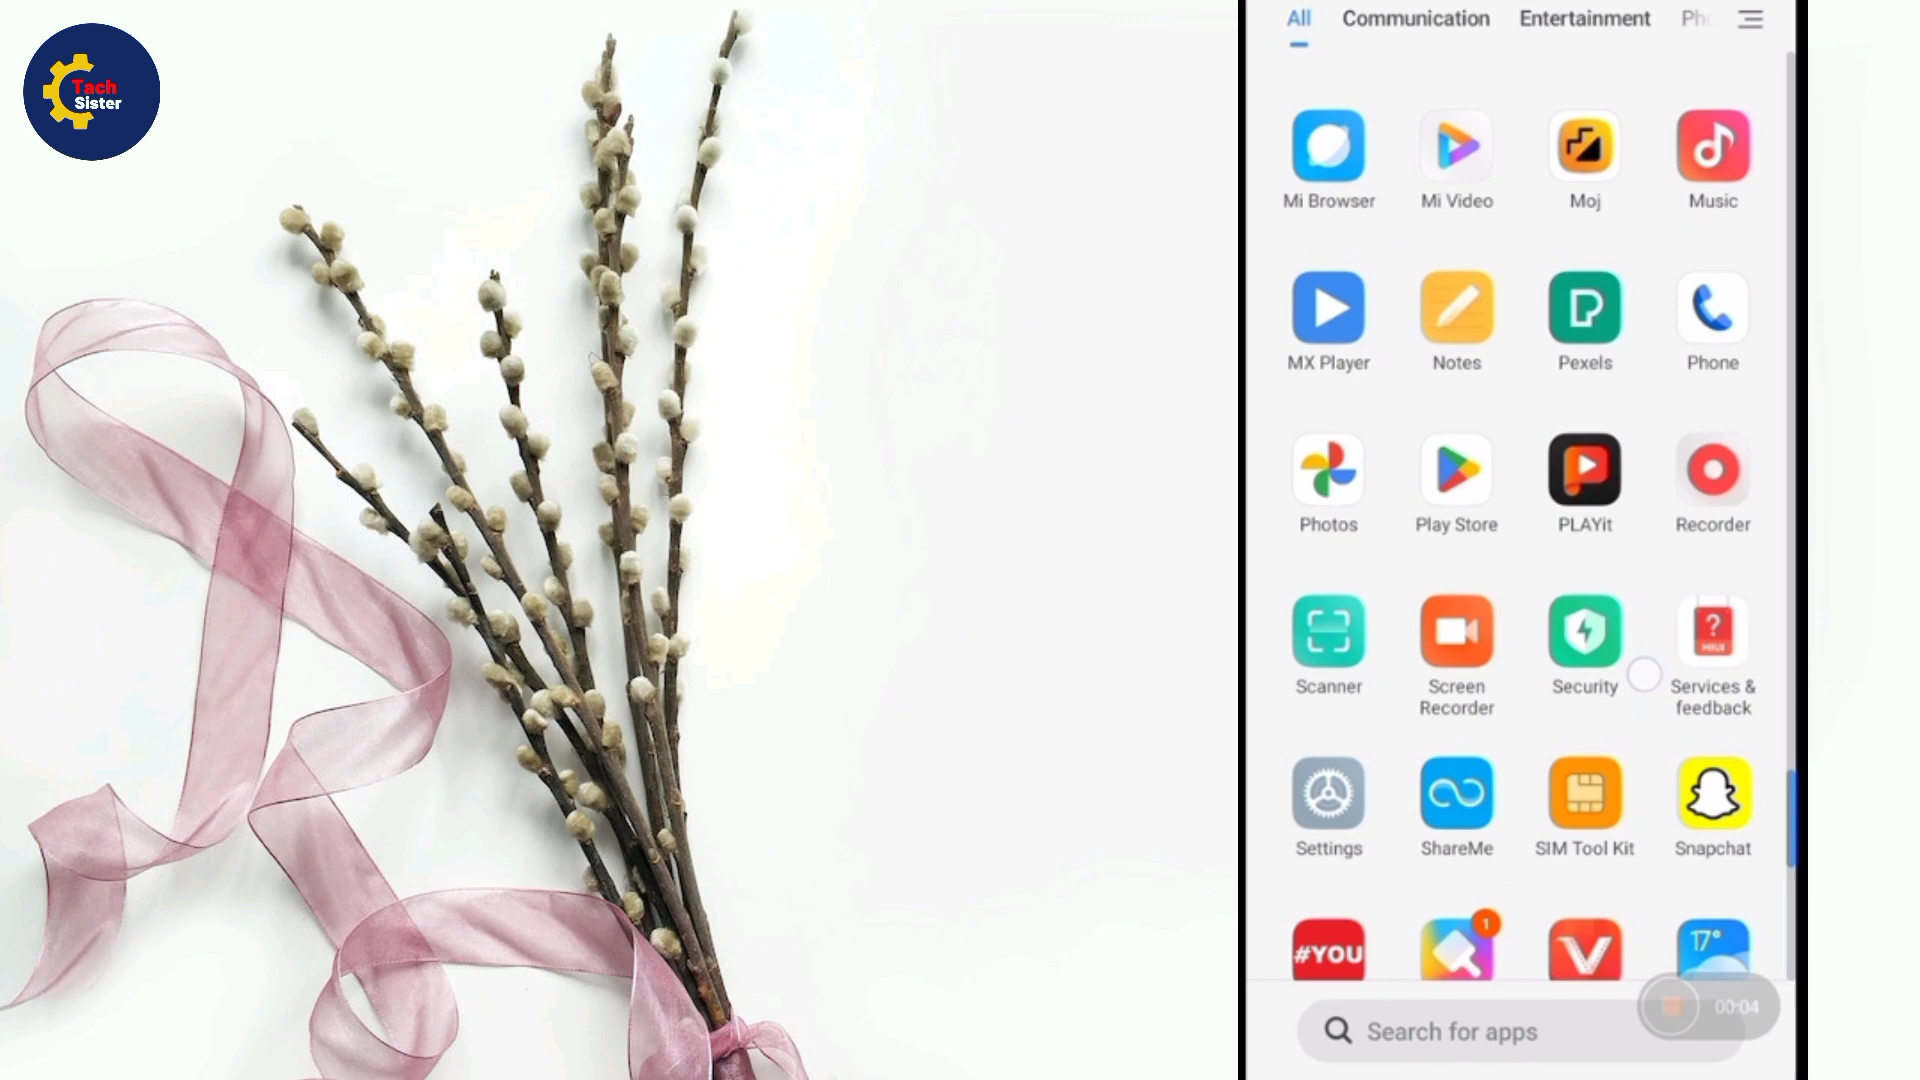 Tach
Sister
All Communication Entertainment Ph
Mi Browser Mi Video Moj Music
MX Player Notes Pexels Phone
Photos Play Store PLAYit Recorder
?
MIUI
Scanner Screen Recorder Security Services & feedback
Settings ShareMe SIM Tool Kit Snapchat
#YOU 1 17°
Search for apps
00:04